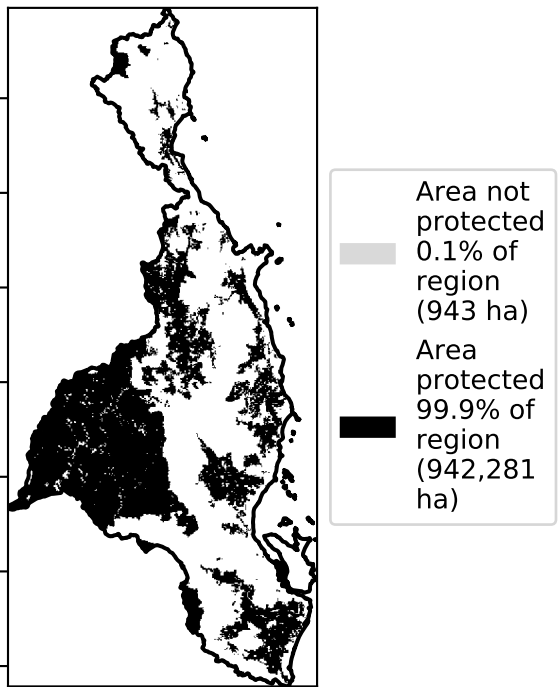 Area not
protected
0.1% of
region
(943 ha)
Area
protected
99.9% of
region
(942,281
ha)